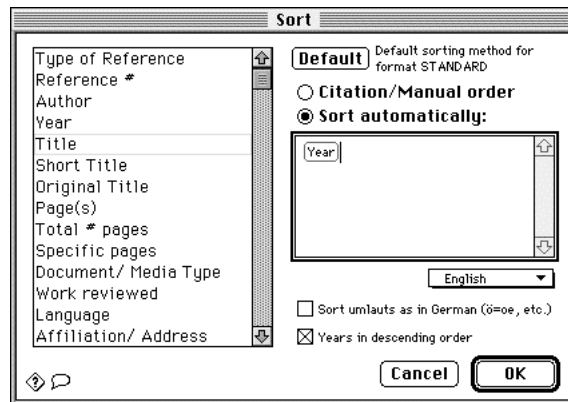 Sort
Type of Reference
Reference #
Author
Year
Title
Short Title
Original Title
Page(s)
Total # pages
Specific pages
Document/ Media Type
Work reviewed
Language
Affiliation/ Address
Default
Default sorting method for
format STANDARD
Citation/Manual order
Sort automatically:
Year
English
Sort umlauts as in German (ö=oe, etc.)
Years in descending order
Cancel
OK
?